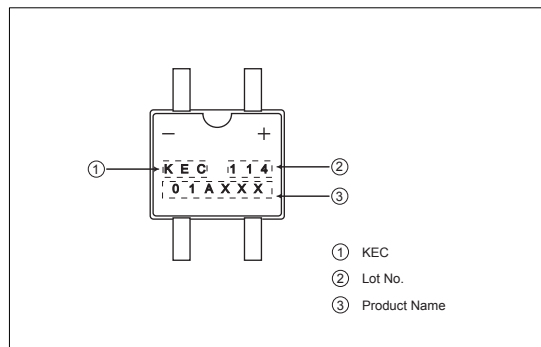 − +
① K E C 1 1 4 ②
0 1 A X X X ③
① KEC
② Lot No.
③ Product Name